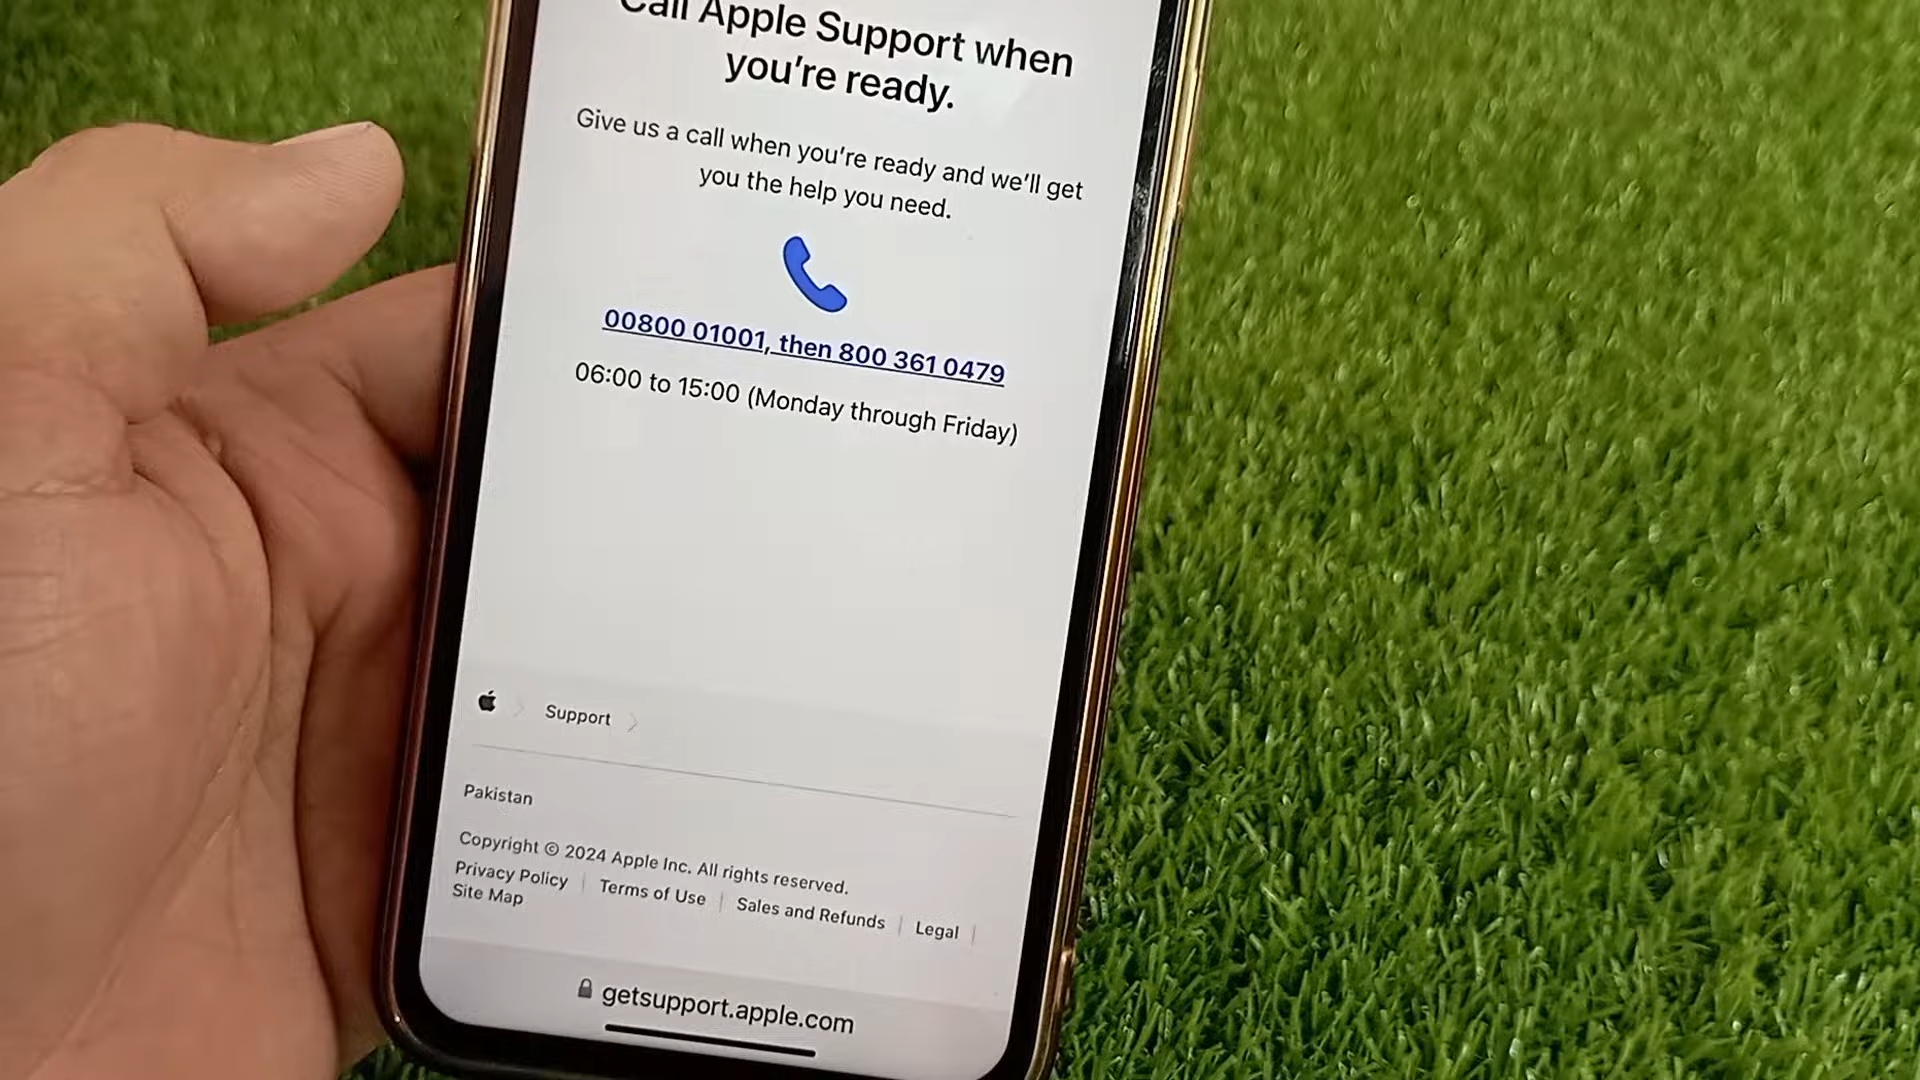 Call Apple Support when
you're ready.
Give us a call when you're ready and we'll get
you the help you need.
00800 01001, then 800 361 0479
06:00 to 15:00 (Monday through Friday)
Support
Pakistan
Copyright © 2024 Apple Inc. All rights reserved.
Privacy Policy | Terms of Use | Sales and Refunds | Legal |
Site Map
getsupport.apple.com